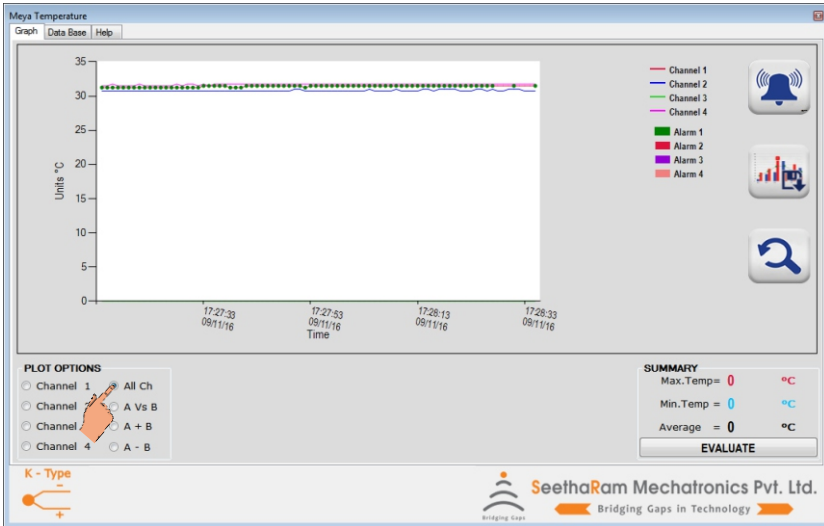 Meya Temperature
Graph Data Base Help
35
30
25
20
15
10
5
0
Units °C
17:27:33
09/11/16
17:27:53
09/11/16
17:28:13
09/11/16
17:28:33
09/11/16
Time
Channel 1
Channel 2
Channel 3
Channel 4
Alarm 1
Alarm 2
Alarm 3
Alarm 4
PLOT OPTIONS
Channel 1 All Ch
Channel A Vs B
Channel A + B
Channel 4 A - B
SUMMARY
Max.Temp= 0 ºC
Min.Temp = 0 ºC
Average = 0 ºC
EVALUATE
K - Type
Bridging Gaps
SeethaRam Mechatronics Pvt. Ltd.
Bridging Gaps in Technology